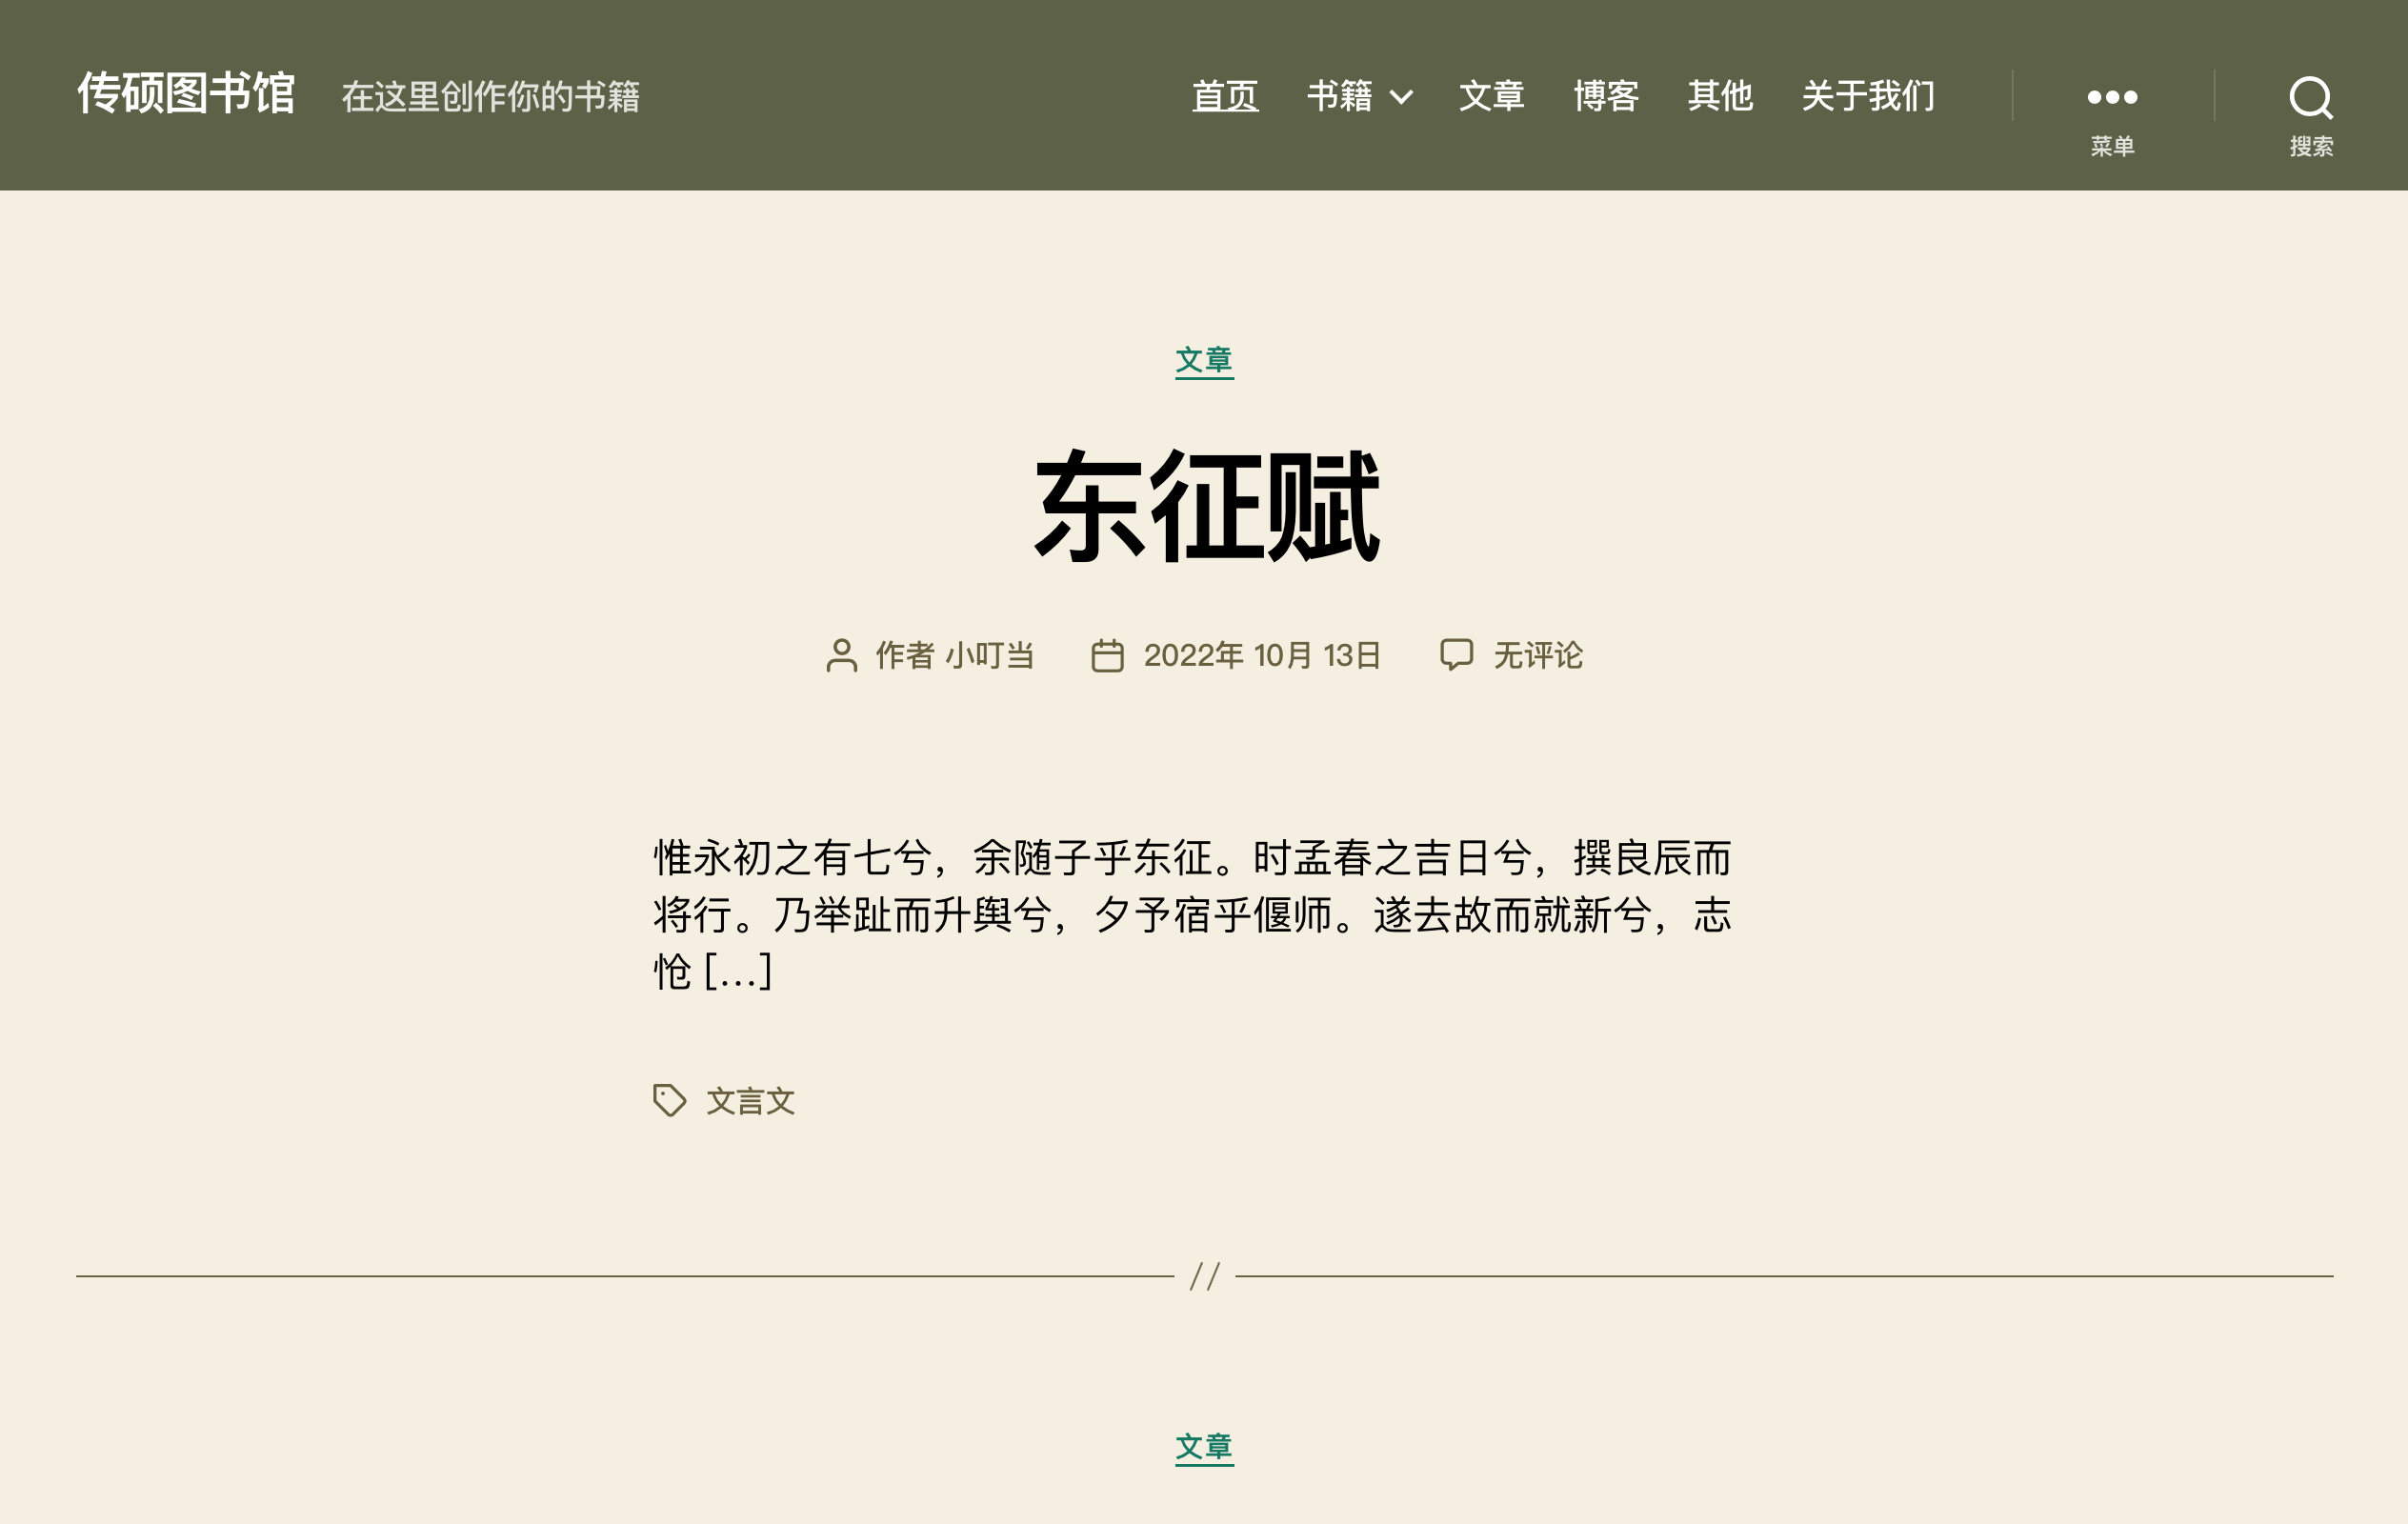 传硕图书馆 在这里创作你的书籍 首页 书籍 文章 博客 其他 关于我们
菜单 搜索
文章
东征赋
作者 小叮当 2022年 10月 13日 无评论
惟永初之有七兮，余随子乎东征。时孟春之吉日兮，撰良辰而
将行。乃举趾而升舆兮，夕予宿乎偃师。遂去故而就新兮，志
怆 […]
文言文
文章